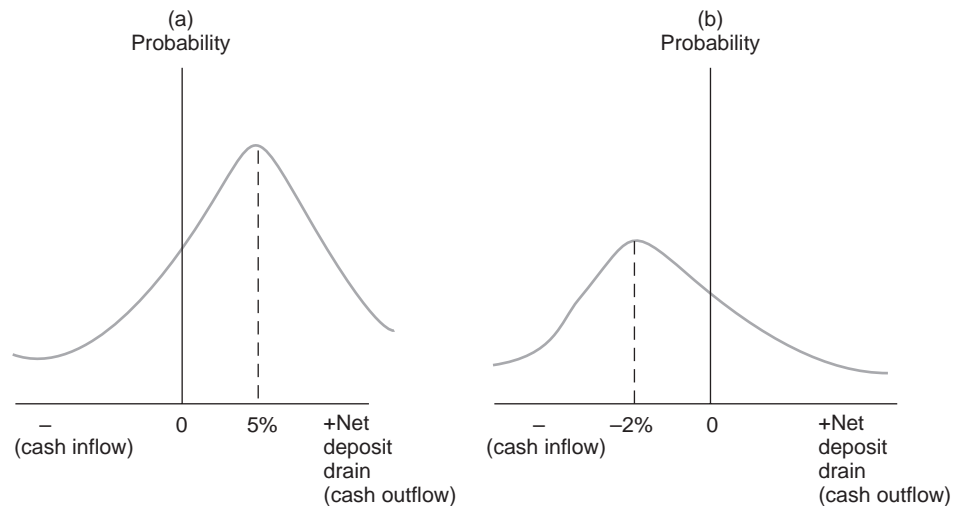 (a)
Probability
–
(cash inflow)
0
5%
+Net
deposit
drain
(cash outflow)
(b)
Probability
–
(cash inflow)
–2%
0
+Net
deposit
drain
(cash outflow)